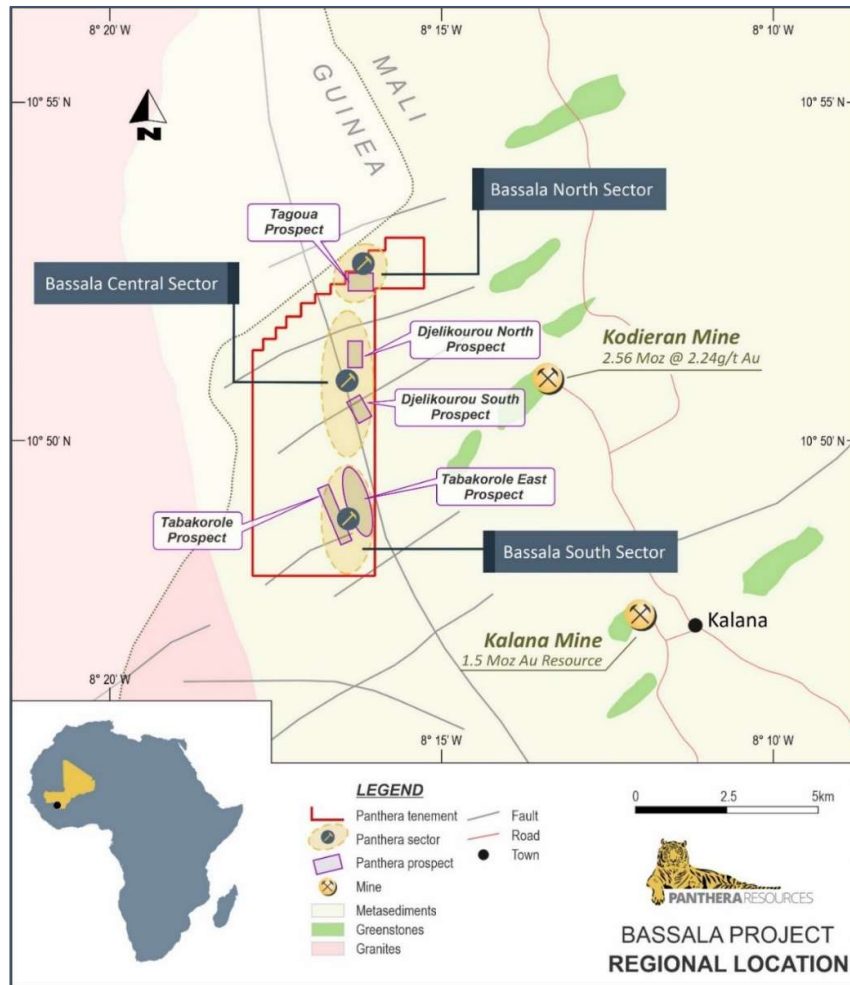 8° 20' W
8° 15' W
8° 10' W
10° 55' N
MALI
GUINEA
N
Bassala North Sector
Tagoua
Prospect
Bassala Central Sector
Djelikourou North
Prospect
Kodieran Mine
2.56 Moz @ 2.24g/t Au
Djelikourou South
Prospect
10° 50' N
10° 50' N
Tabakorole East
Prospect
Tabakorole
Prospect
Bassala South Sector
Kalana
Kalana Mine
1.5 Moz Au Resource
8° 20' W
8° 15' W
8° 10' W
LEGEND
Panthera tenement
Panthera sector
Panthera prospect
Mine
Metasediments
Greenstones
Granites
Fault
Road
Town
0 2.5 5km
PANTHERA RESOURCES
BASSALA PROJECT
REGIONAL LOCATION